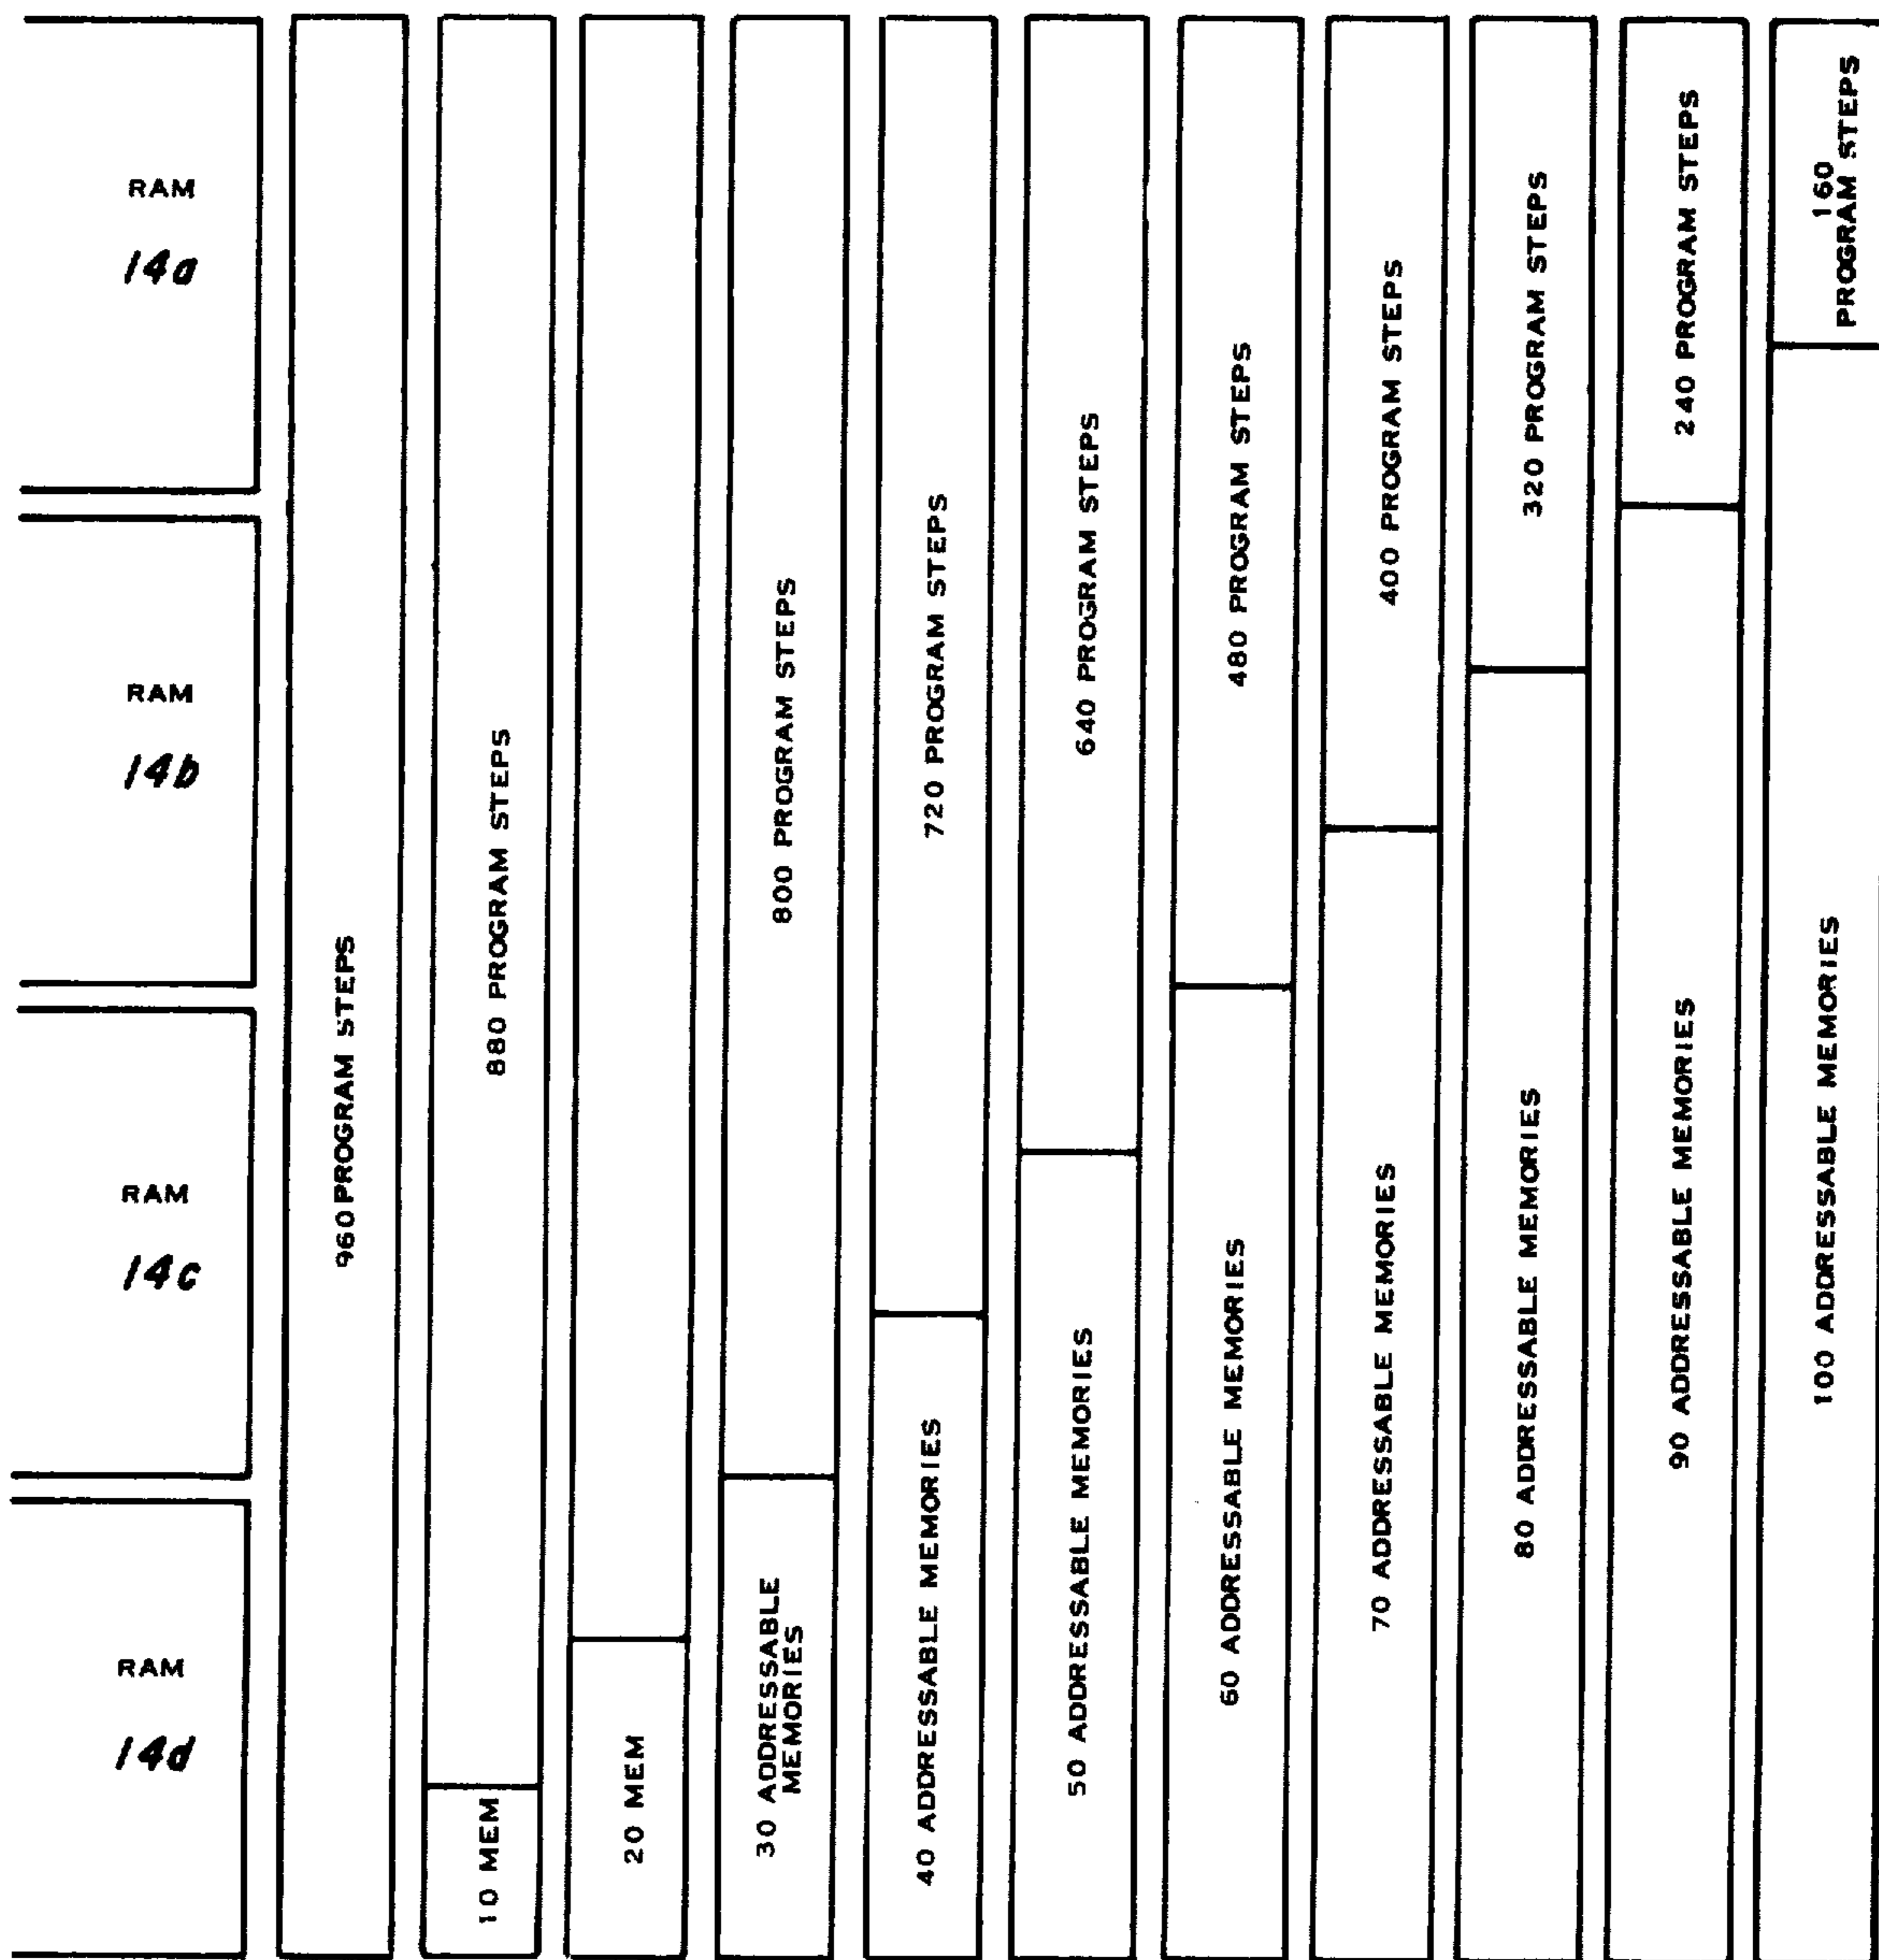 RAM
14a
RAM
14b
RAM
14c
RAM
14d
960 PROGRAM STEPS
880 PROGRAM STEPS
10 MEM
20 MEM
800 PROGRAM STEPS
30 ADDRESSABLE
MEMORIES
720 PROGRAM STEPS
40 ADDRESSABLE MEMORIES
640 PROGRAM STEPS
50 ADDRESSABLE MEMORIES
480 PROGRAM STEPS
60 ADDRESSABLE MEMORIES
400 PROGRAM STEPS
70 ADDRESSABLE MEMORIES
320 PROGRAM STEPS
80 ADDRESSABLE MEMORIES
240 PROGRAM STEPS
90 ADDRESSABLE MEMORIES
160
PROGRAM STEPS
100 ADDRESSABLE MEMORIES